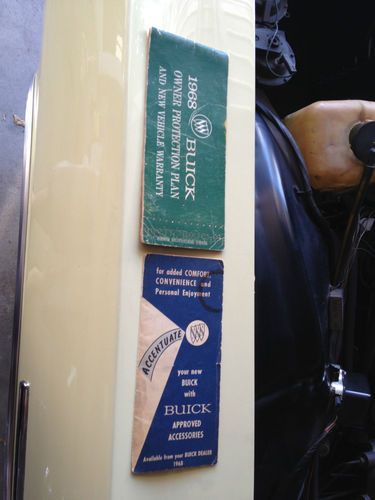 1968 BUICK
OWNER PROTECTION PLAN
AND NEW VEHICLE WARRANTY
for added COMFORT,
CONVENIENCE and
Personal Enjoyment
ACCENTUATE
your new
BUICK
with
BUICK
APPROVED
ACCESSORIES
Available from your BUICK DEALER
1968